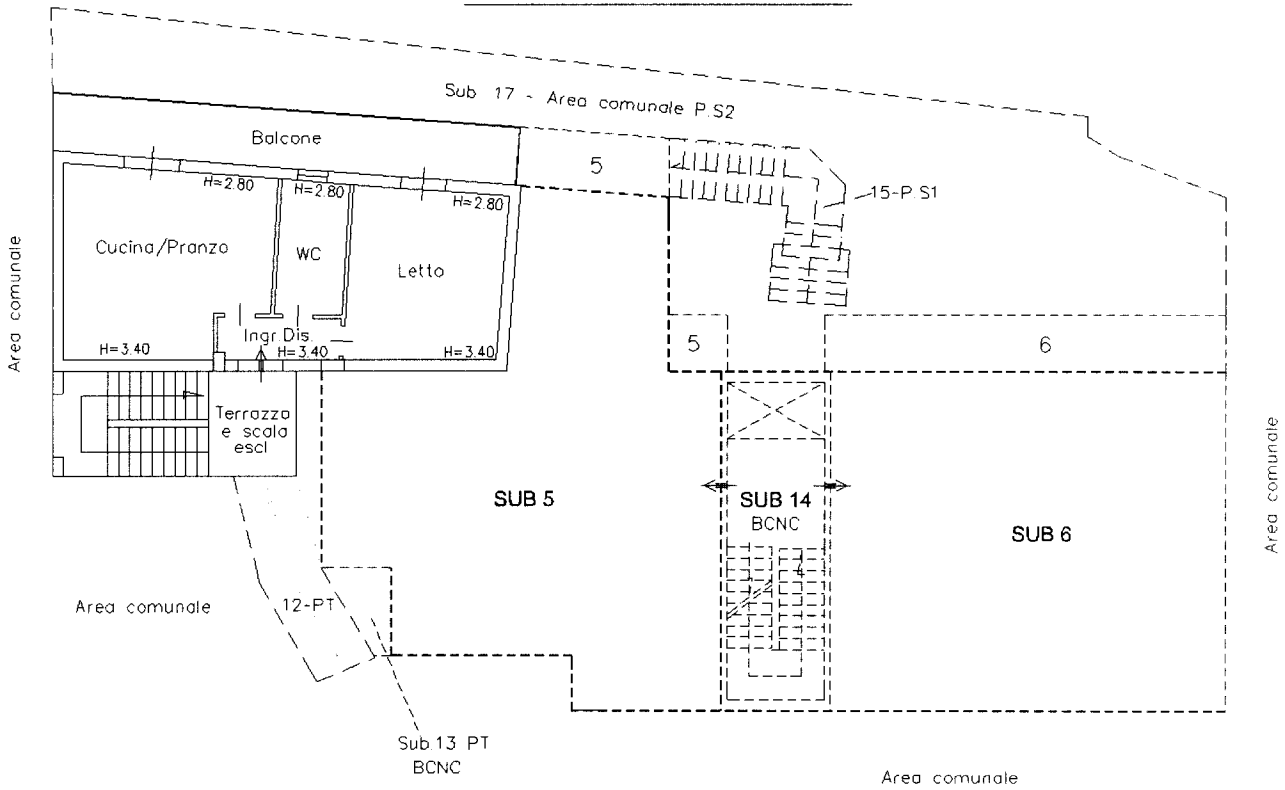 Sub 17 - Area comunale P.S2
Balcone
5
15-P.S1
H=2.80
H=2.80
H=2.80
Cucina/Pranzo
WC
Letto
Area comunale
Ingr.Dis.
H=3.40
H=3.40
H=3.40
5
6
Terrazza
e scala
escl
SUB 5
SUB 14
BCNC
SUB 6
Area comunale
Area comunale
12-PT
Sub.13 PT
BCNC
Area comunale